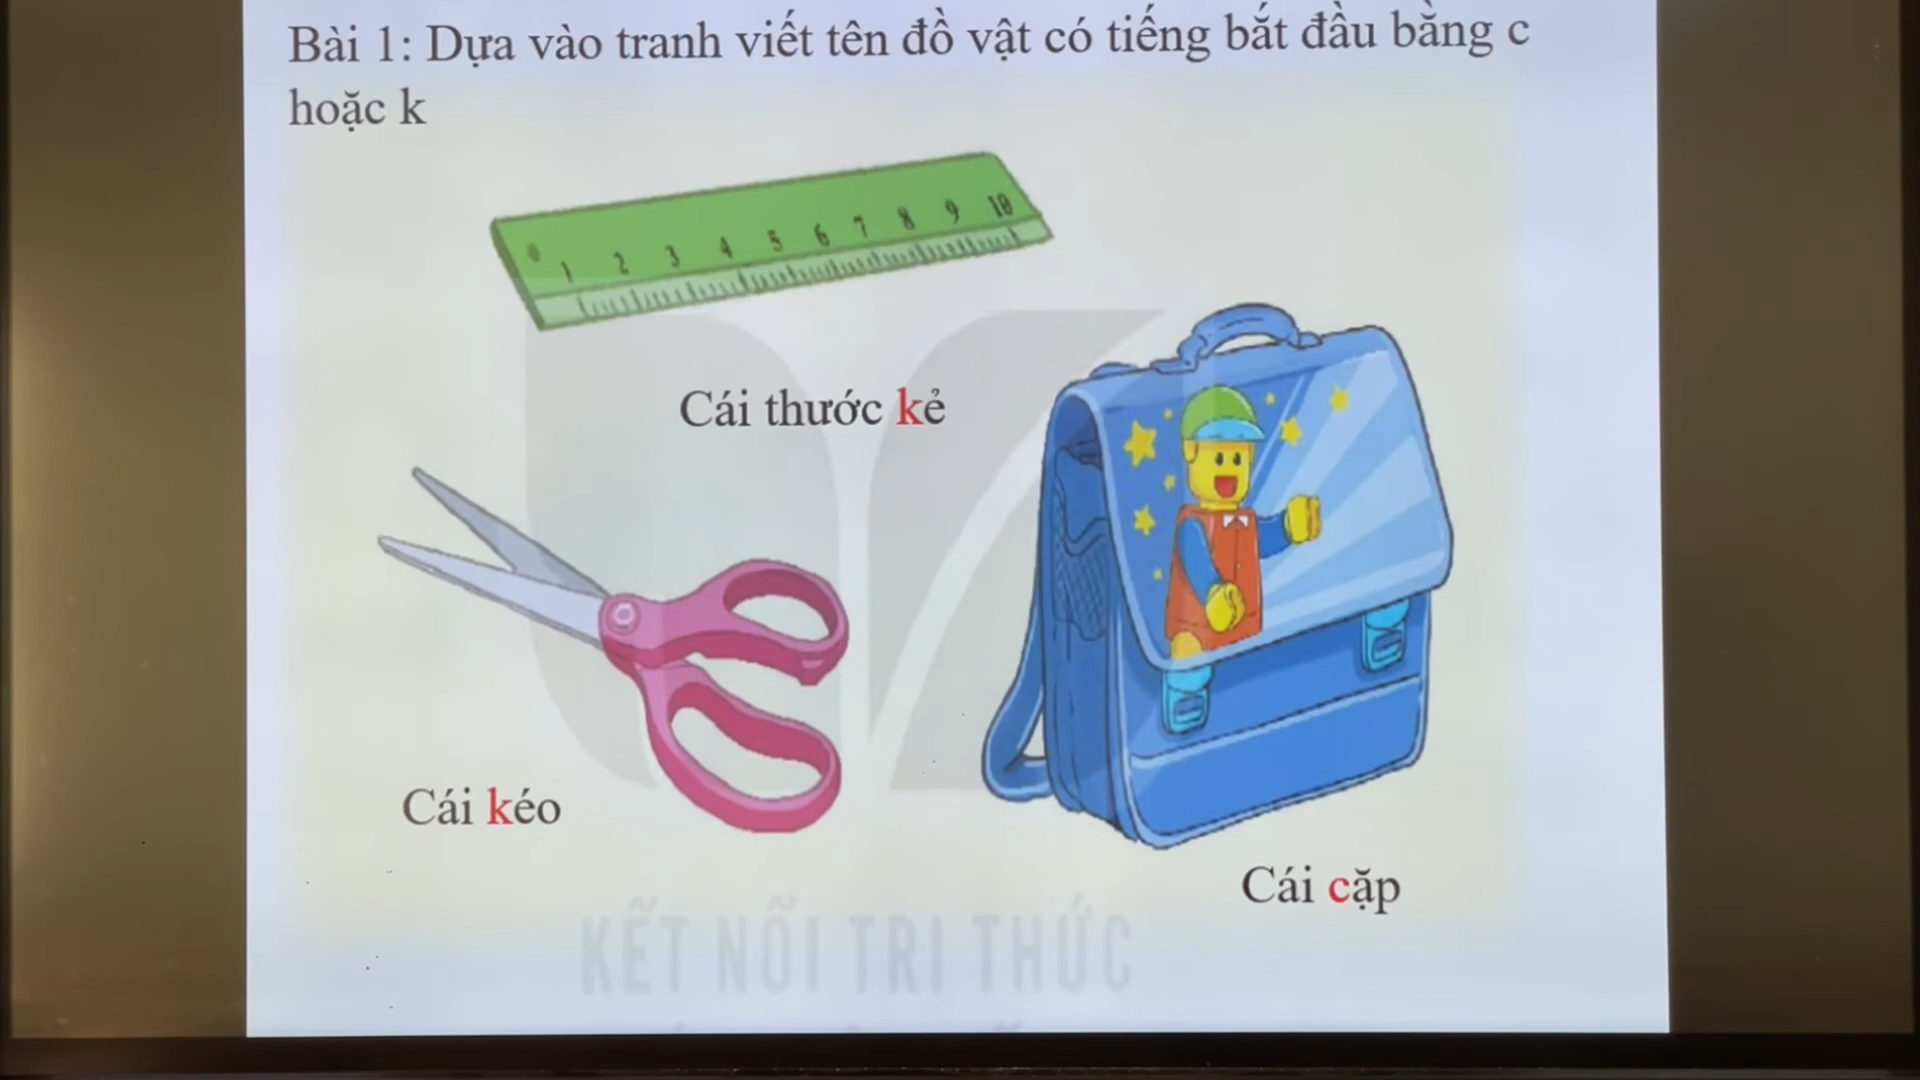 Bài 1: Dựa vào tranh viết tên đồ vật có tiếng bắt đầu bằng c
hoặc k
0 1 2 3 4 5 6 7 8 9 10
Cái thước kẻ
Cái kéo
Cái cặp
KẾT NỐI TRI THỨC